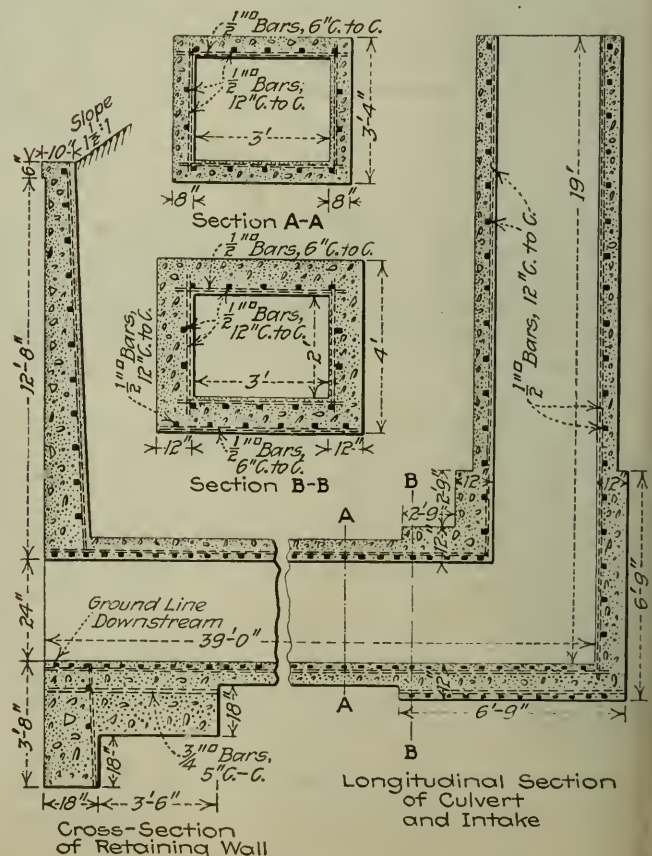 1/2"□ Bars, 6"C. to C.
1/2"□ Bars,
12"C. to C.
3'
3'-4"
8"
8"
Section A-A
Slope
1 1/2:1
10"
6"
12'-8"
1/2"□ Bars, 6"C. to C.
1/2"□ Bars,
12"C. to C.
1/2"□ Bars,
12"C. to C.
2'
3'
4'
12"
12"
1/2"□ Bars,
6"C. to C.
Section B-B
19'
1/2"□ Bars, 12"C. to C.
B
2'-9"
2'-9"
12"
12"
12"
A
6'-9"
24"
Ground Line
Downstream
39'-0"
3'-8"
18"
12"
A
B
6'-9"
3/4"□ Bars,
5"C.-C.
18"
18"
3'-6"
Cross-Section
of Retaining Wall
Longitudinal Section
of Culvert
and Intake